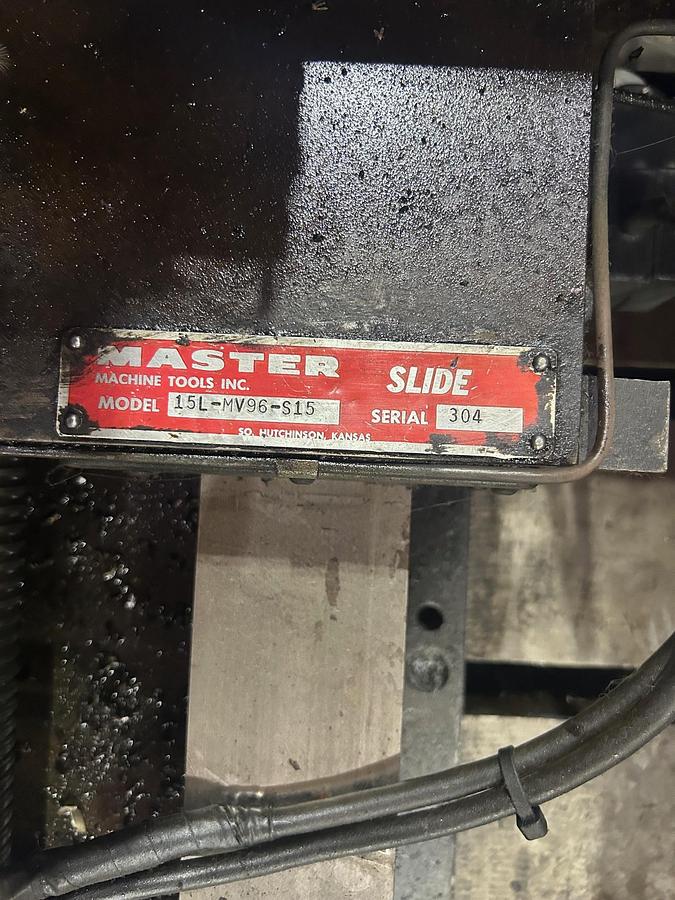 MASTER
MACHINE TOOLS INC.
SLIDE
MODEL 15L-MV96-S15
SERIAL 304
SO. HUTCHINSON, KANSAS